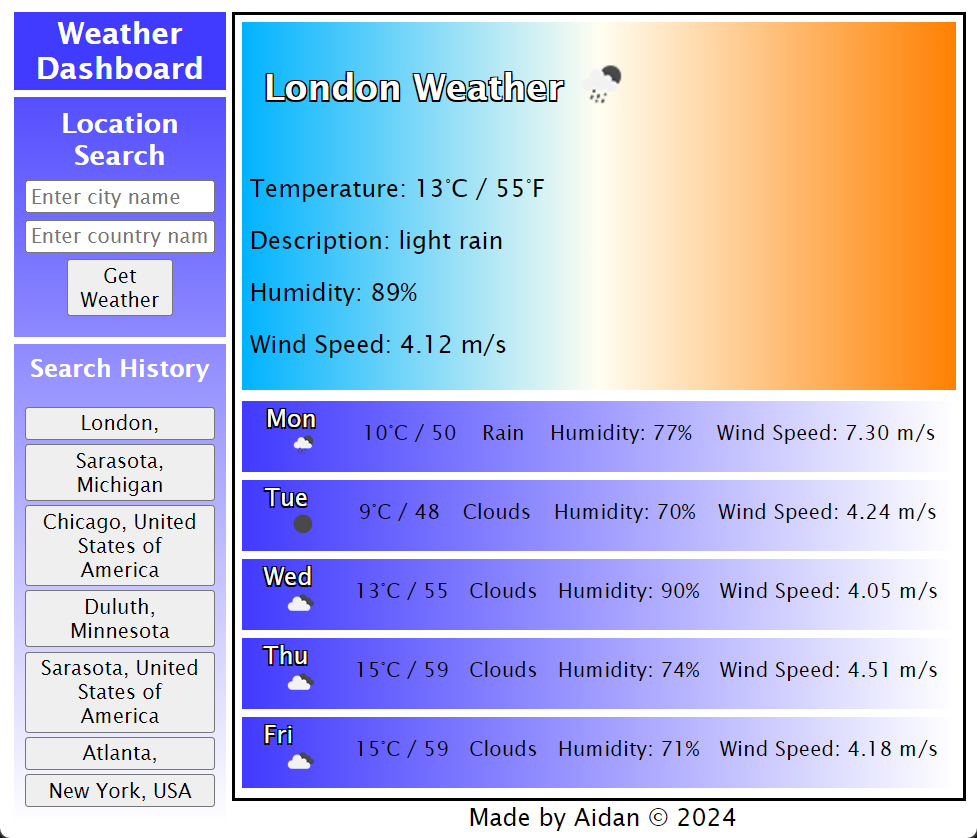 Weather
Dashboard
Location
Search
Enter city name
Enter country nam
Get
Weather
Search History
London,
Sarasota,
Michigan
Chicago, United
States of
America
Duluth,
Minnesota
Sarasota, United
States of
America
Atlanta,
New York, USA
London Weather
Temperature: 13°C / 55°F
Description: light rain
Humidity: 89%
Wind Speed: 4.12 m/s
Mon
10°C / 50 Rain Humidity: 77% Wind Speed: 7.30 m/s
Tue
9°C / 48 Clouds Humidity: 70% Wind Speed: 4.24 m/s
Wed
13°C / 55 Clouds Humidity: 90% Wind Speed: 4.05 m/s
Thu
15°C / 59 Clouds Humidity: 74% Wind Speed: 4.51 m/s
Fri
15°C / 59 Clouds Humidity: 71% Wind Speed: 4.18 m/s
Made by Aidan © 2024